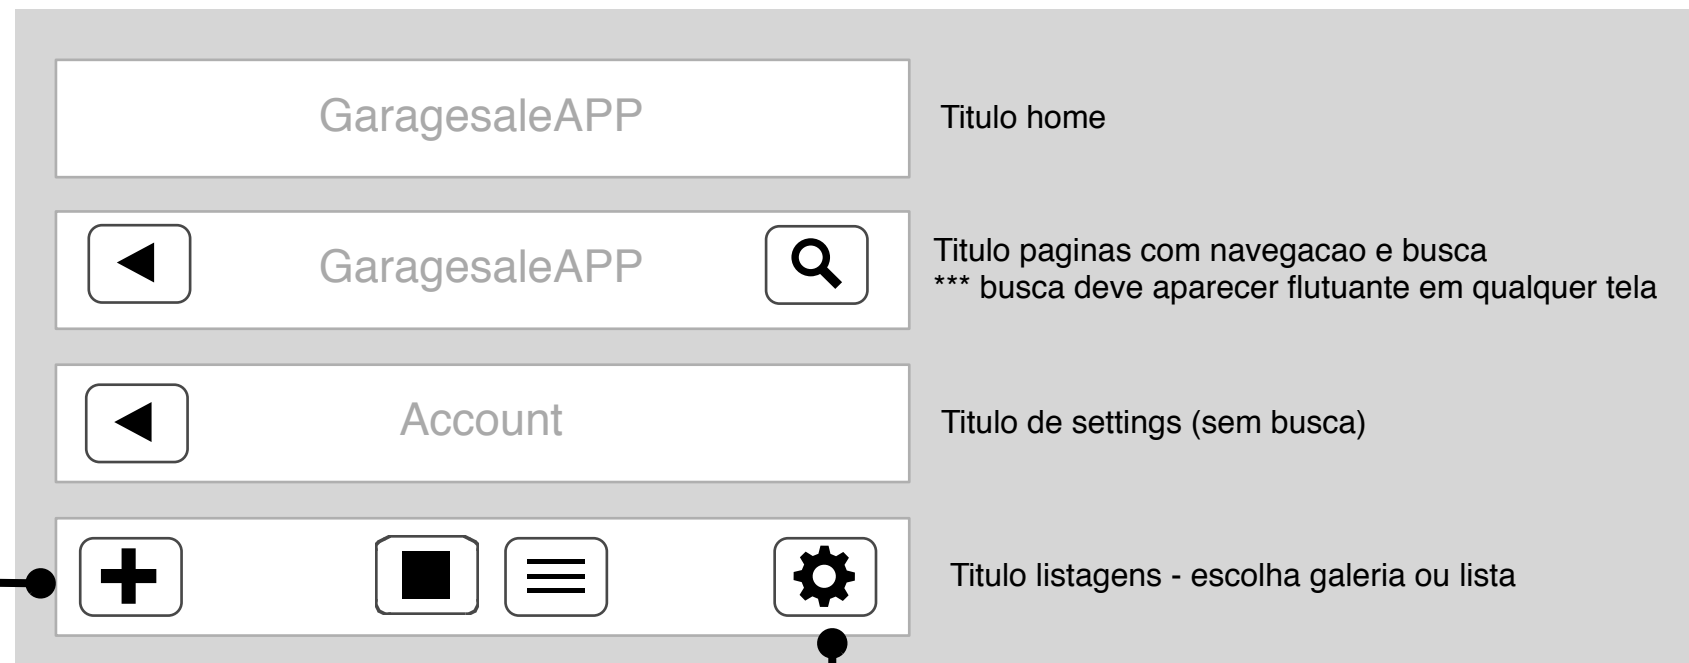 GaragesaleAPP
Titulo home
GaragesaleAPP
Titulo paginas com navegacao e busca
*** busca deve aparecer flutuante em qualquer tela
Account
Titulo de settings (sem busca)
Titulo listagens - escolha galeria ou lista